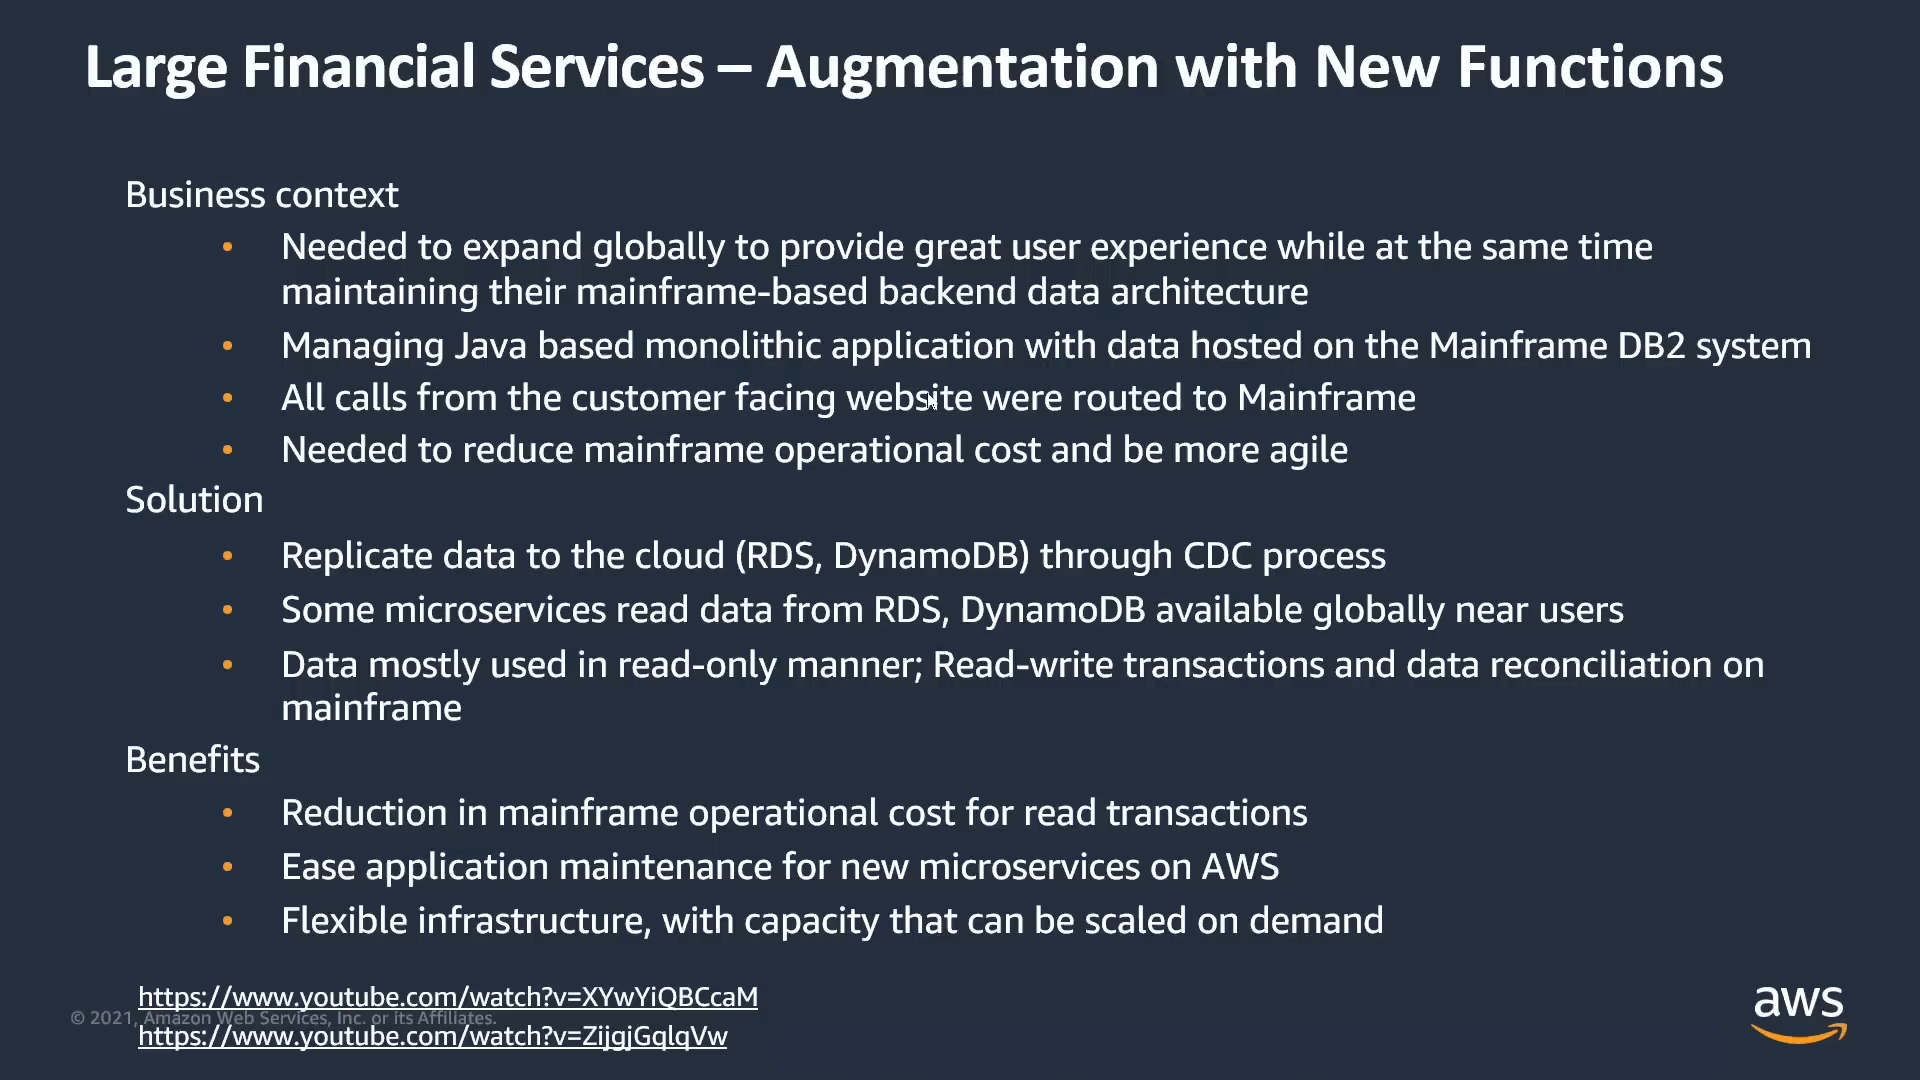 Large Financial Services – Augmentation with New Functions
Business context
• Needed to expand globally to provide great user experience while at the same time
maintaining their mainframe-based backend data architecture
• Managing Java based monolithic application with data hosted on the Mainframe DB2 system
• All calls from the customer facing website were routed to Mainframe
• Needed to reduce mainframe operational cost and be more agile
Solution
• Replicate data to the cloud (RDS, DynamoDB) through CDC process
• Some microservices read data from RDS, DynamoDB available globally near users
• Data mostly used in read-only manner; Read-write transactions and data reconciliation on
mainframe
Benefits
• Reduction in mainframe operational cost for read transactions
• Ease application maintenance for new microservices on AWS
• Flexible infrastructure, with capacity that can be scaled on demand
https://www.youtube.com/watch?v=XYwYiQBCcaM
© 2021, Amazon Web Services, Inc. or its Affiliates.
https://www.youtube.com/watch?v=ZijgjGqlqVw
aws